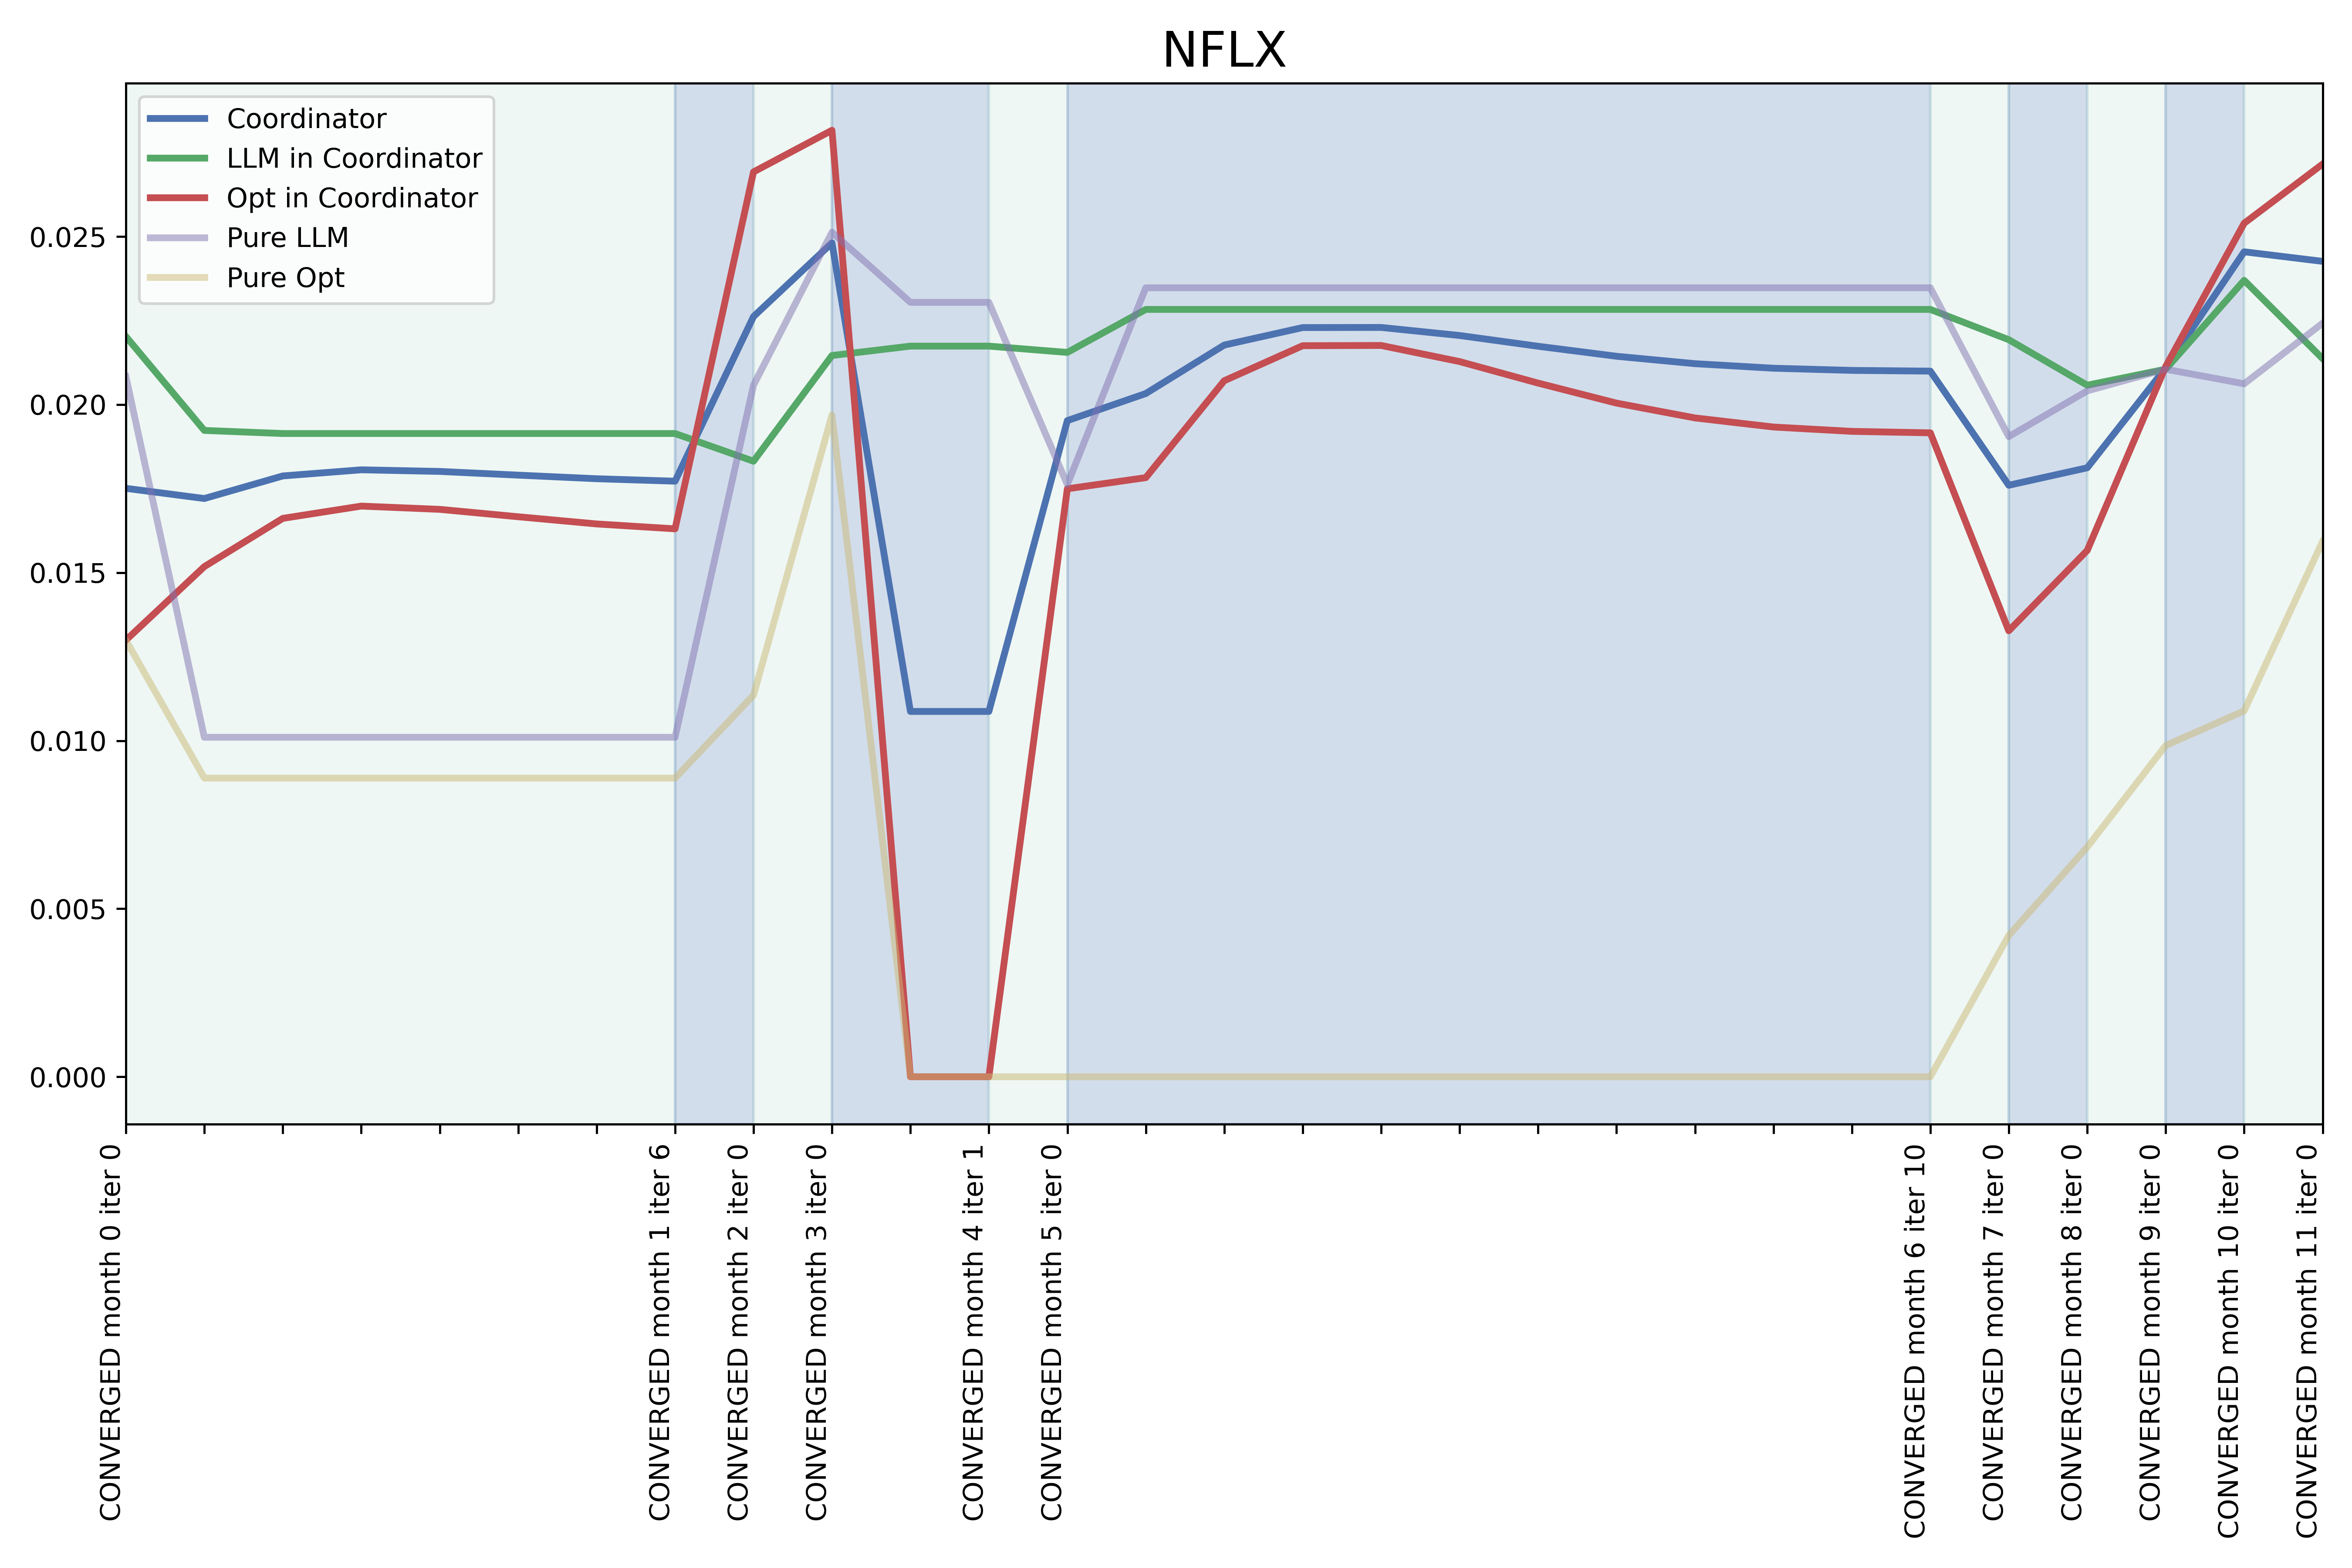 NFLX
Coordinator
LLM in Coordinator
Opt in Coordinator
Pure LLM
Pure Opt
0.025
0.020
0.015
0.010
0.005
0.000
CONVERGED month 0 iter 0
CONVERGED month 1 iter 6
CONVERGED month 2 iter 0
CONVERGED month 3 iter 0
CONVERGED month 4 iter 1
CONVERGED month 5 iter 0
CONVERGED month 6 iter 10
CONVERGED month 7 iter 0
CONVERGED month 8 iter 0
CONVERGED month 9 iter 0
CONVERGED month 10 iter 0
CONVERGED month 11 iter 0